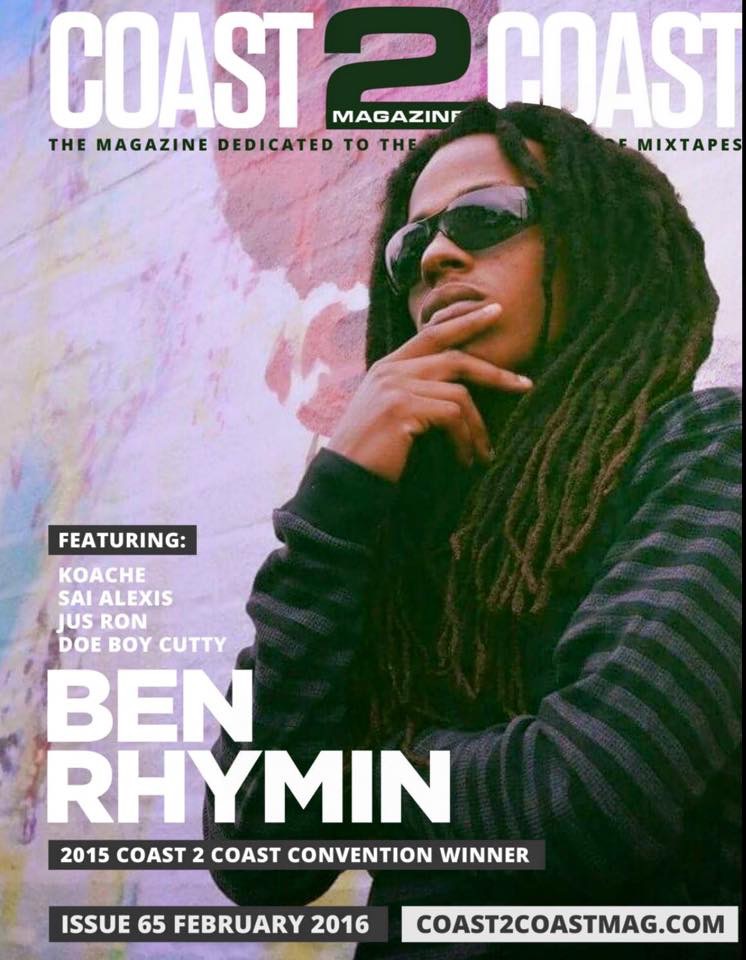 COAST 2 COAST
MAGAZINE
THE MAGAZINE DEDICATED TO THE OF MIXTAPES
FEATURING:
KOACHE
SAI ALEXIS
JUS RON
DOE BOY CUTTY
BEN
RHYMIN
2015 COAST 2 COAST CONVENTION WINNER
ISSUE 65 FEBRUARY 2016
COAST2COASTMAG.COM